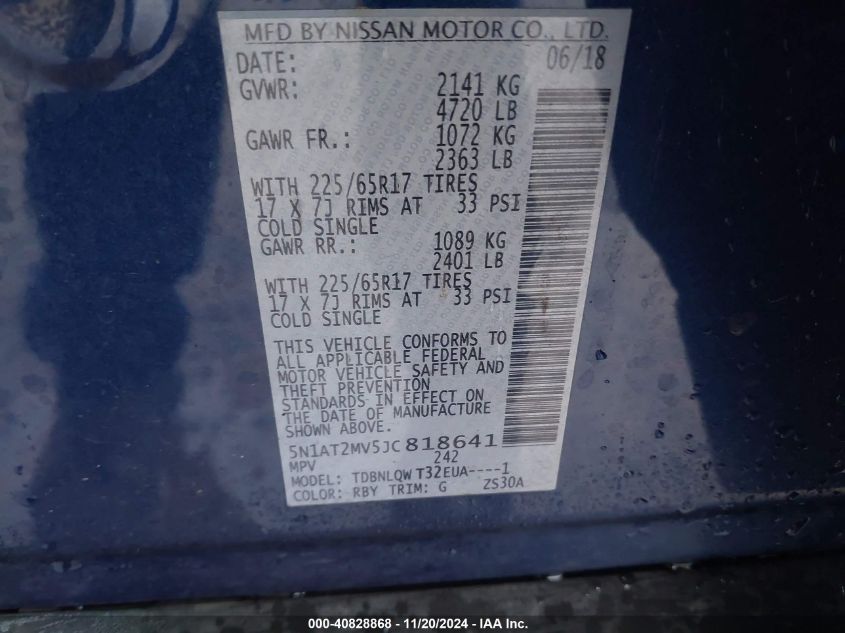 MFD BY NISSAN MOTOR CO., LTD.
DATE: 06/18
GVWR: 2141 KG
4720 LB
GAWR FR.: 1072 KG
2363 LB
WITH 225/65R17 TIRES
17 X 7J RIMS AT 33 PSI
COLD SINGLE
GAWR RR.: 1089 KG
2401 LB
WITH 225/65R17 TIRES
17 X 7J RIMS AT 33 PSI
COLD SINGLE
THIS VEHICLE CONFORMS TO
ALL APPLICABLE FEDERAL
MOTOR VEHICLE SAFETY AND
THEFT PREVENTION
STANDARDS IN EFFECT ON
THE DATE OF MANUFACTURE
SHOWN ABOVE.
5N1AT2MV5JC818641
MPV 242
MODEL: TDBNLQW T32EUA----1
COLOR: RBY TRIM: G ZS30A
000-40828868 - 11/20/2024 - IAA Inc.